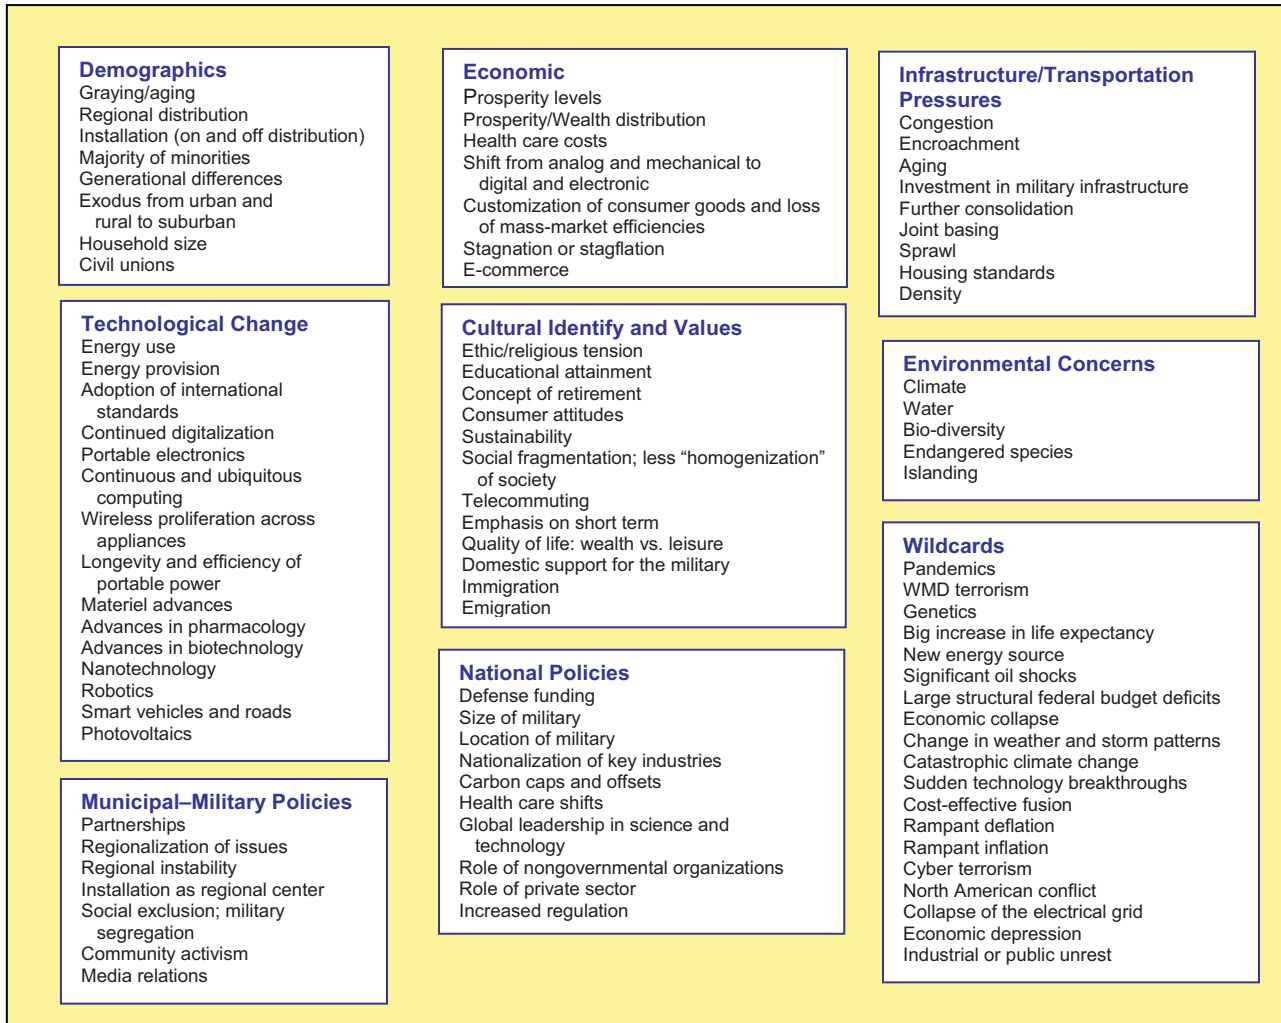 Demographics
Graying/aging
Regional distribution
Installation (on and off distribution)
Majority of minorities
Generational differences
Exodus from urban and
rural to suburban
Household size
Civil unions
Technological Change
Energy use
Energy provision
Adoption of international
standards
Continued digitalization
Portable electronics
Continuous and ubiquitous
computing
Wireless proliferation across
appliances
Longevity and efficiency of
portable power
Materiel advances
Advances in pharmacology
Advances in biotechnology
Nanotechnology
Robotics
Smart vehicles and roads
Photovoltaics
Municipal–Military Policies
Partnerships
Regionalization of issues
Regional instability
Installation as regional center
Social exclusion; military
segregation
Community activism
Media relations
Economic
Prosperity levels
Prosperity/Wealth distribution
Health care costs
Shift from analog and mechanical to
digital and electronic
Customization of consumer goods and loss
of mass-market efficiencies
Stagnation or stagflation
E-commerce
Cultural Identify and Values
Ethic/religious tension
Educational attainment
Concept of retirement
Consumer attitudes
Sustainability
Social fragmentation; less “homogenization”
of society
Telecommuting
Emphasis on short term
Quality of life: wealth vs. leisure
Domestic support for the military
Immigration
Emigration
National Policies
Defense funding
Size of military
Location of military
Nationalization of key industries
Carbon caps and offsets
Health care shifts
Global leadership in science and
technology
Role of nongovernmental organizations
Role of private sector
Increased regulation
Infrastructure/Transportation
Pressures
Congestion
Encroachment
Aging
Investment in military infrastructure
Further consolidation
Joint basing
Sprawl
Housing standards
Density
Environmental Concerns
Climate
Water
Bio-diversity
Endangered species
Islanding
Wildcards
Pandemics
WMD terrorism
Genetics
Big increase in life expectancy
New energy source
Significant oil shocks
Large structural federal budget deficits
Economic collapse
Change in weather and storm patterns
Catastrophic climate change
Sudden technology breakthroughs
Cost-effective fusion
Rampant deflation
Rampant inflation
Cyber terrorism
North American conflict
Collapse of the electrical grid
Economic depression
Industrial or public unrest